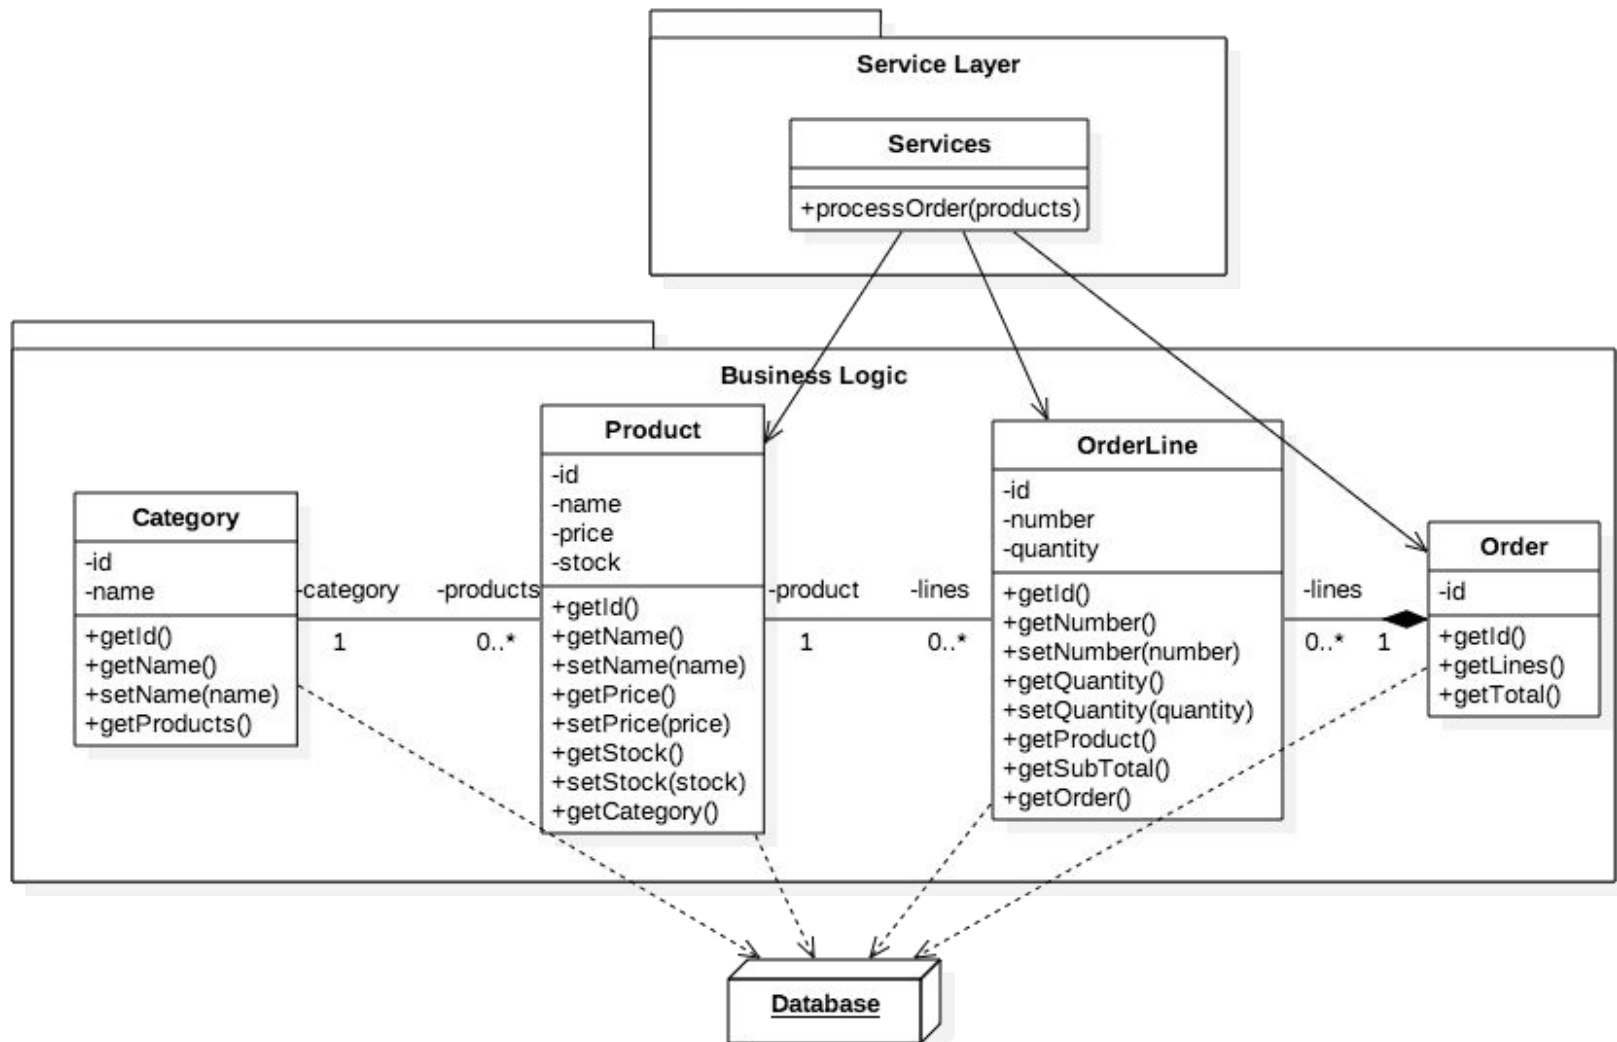 Service Layer
Services
+processOrder(products)
Business Logic
Category
-id
-name
+getId()
+getName()
+setName(name)
+getProducts()
-category
1
-products
0..*
Product
-id
-name
-price
-stock
+getId()
+getName()
+setName(name)
+getPrice()
+setPrice(price)
+getStock()
+setStock(stock)
+getCategory()
-product
1
-lines
0..*
OrderLine
-id
-number
-quantity
+getId()
+getNumber()
+setNumber(number)
+getQuantity()
+setQuantity(quantity)
+getProduct()
+getSubTotal()
+getOrder()
-lines
0..*
1
Order
-id
+getId()
+getLines()
+getTotal()
Database